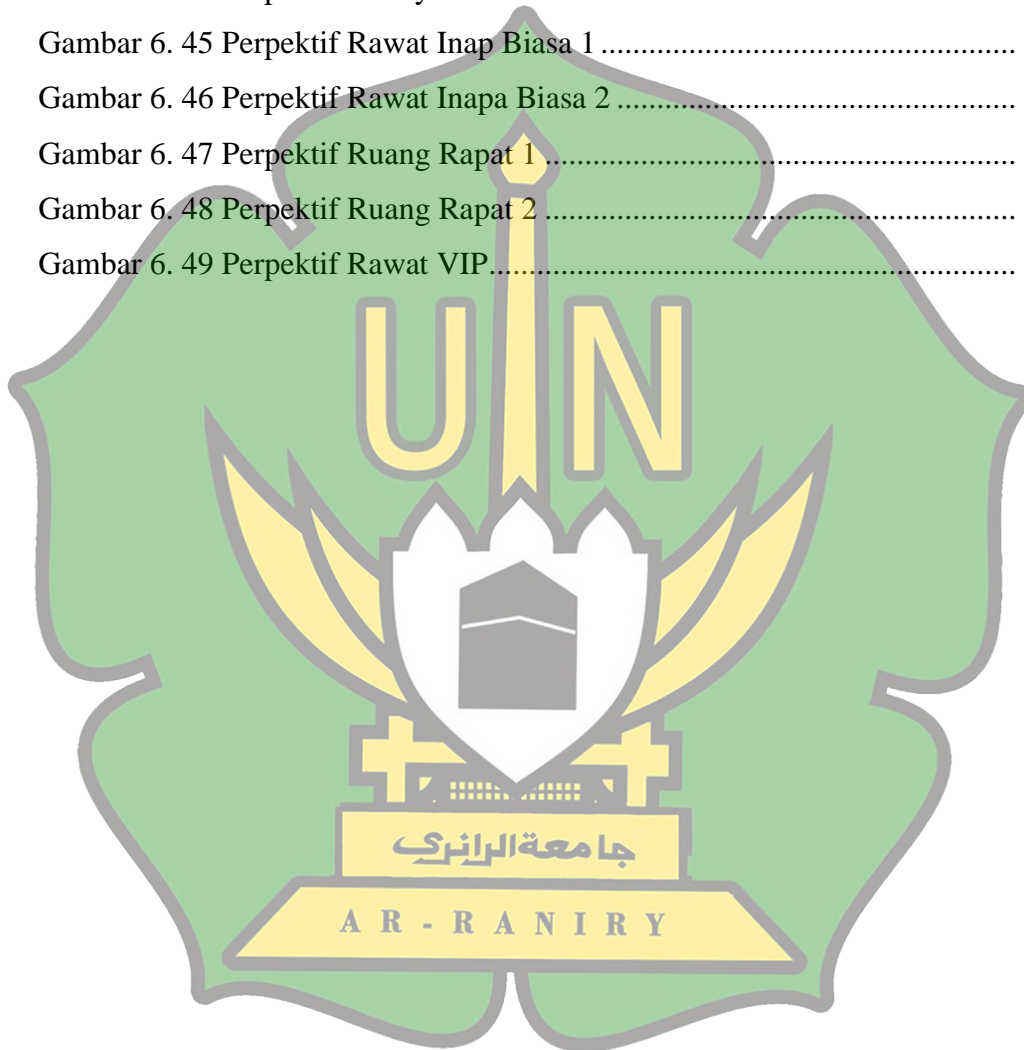 Gambar 6. 45 Perpektif Rawat Inap Biasa 1 ........................................................................
Gambar 6. 46 Perpektif Rawat Inapa Biasa 2 ......................................................................
Gambar 6. 47 Perpektif Ruang Rapat 1 ..............................................................................
Gambar 6. 48 Perpektif Ruang Rapat 2 ..............................................................................
Gambar 6. 49 Perpektif Rawat VIP.....................................................................................
UIN
جامعة الرانري
AR-RANIRY